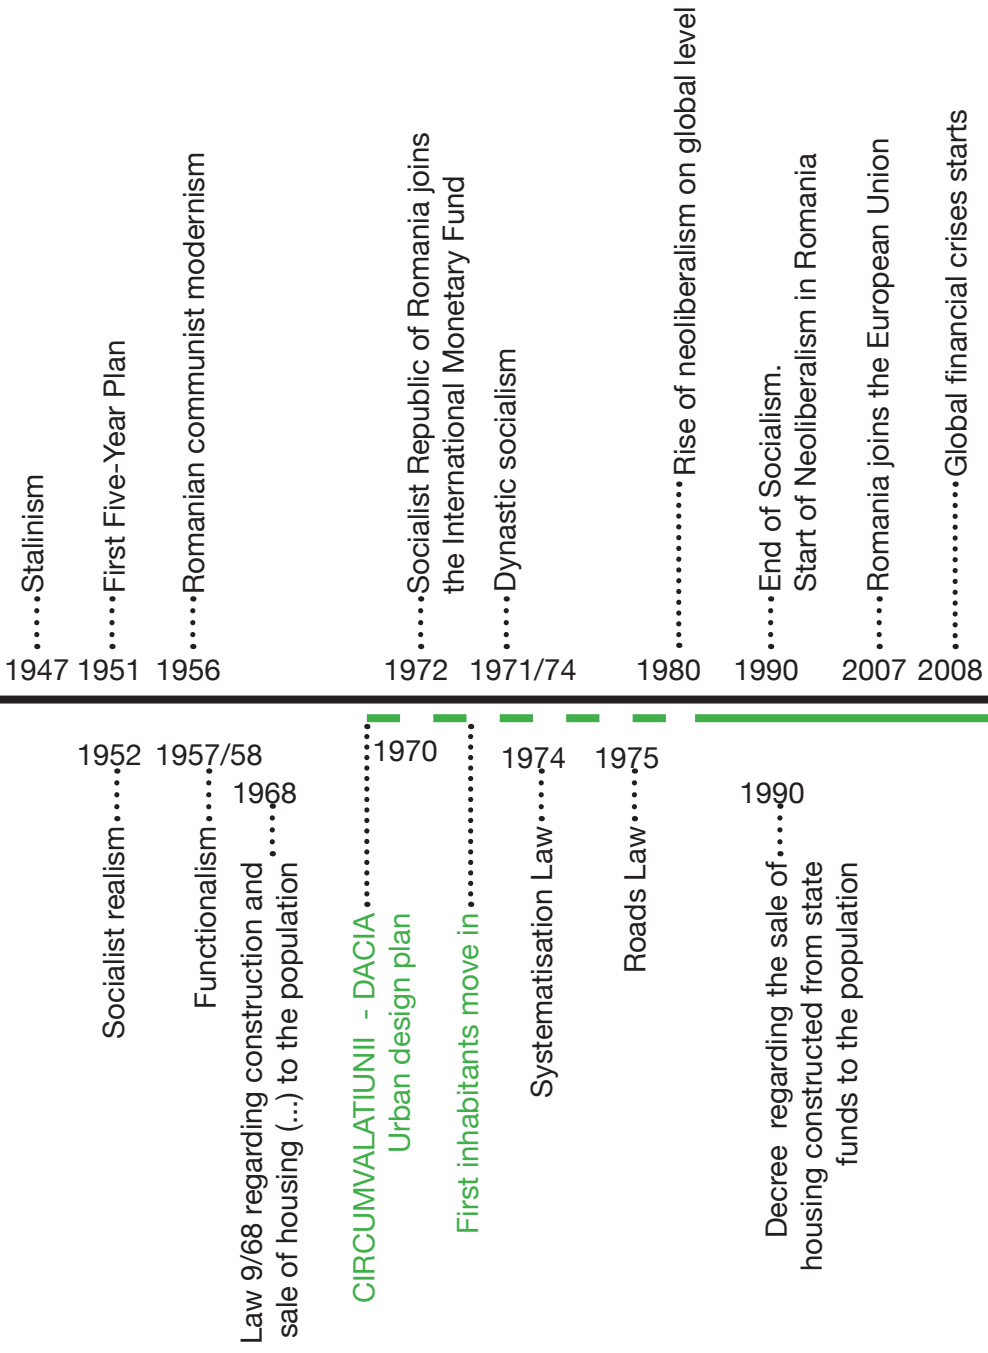 1947
Stalinism
1951
First Five-Year Plan
1956
Romanian communist modernism
1972
Socialist Republic of Romania joins
the International Monetary Fund
1971/74
Dynastic socialism
1980
Rise of neoliberalism on global level
1990
End of Socialism.
Start of Neoliberalism in Romania
2007
Romania joins the European Union
2008
Global financial crises starts
1952
Socialist realism
1957/58
Functionalism
1968
Law 9/68 regarding construction and
sale of housing (...) to the population
1970
CIRCUMVALATIUNII - DACIA
Urban design plan
First inhabitants move in
1974
Systematisation Law
1975
Roads Law
1990
Decree regarding the sale of
housing constructed from state
funds to the population